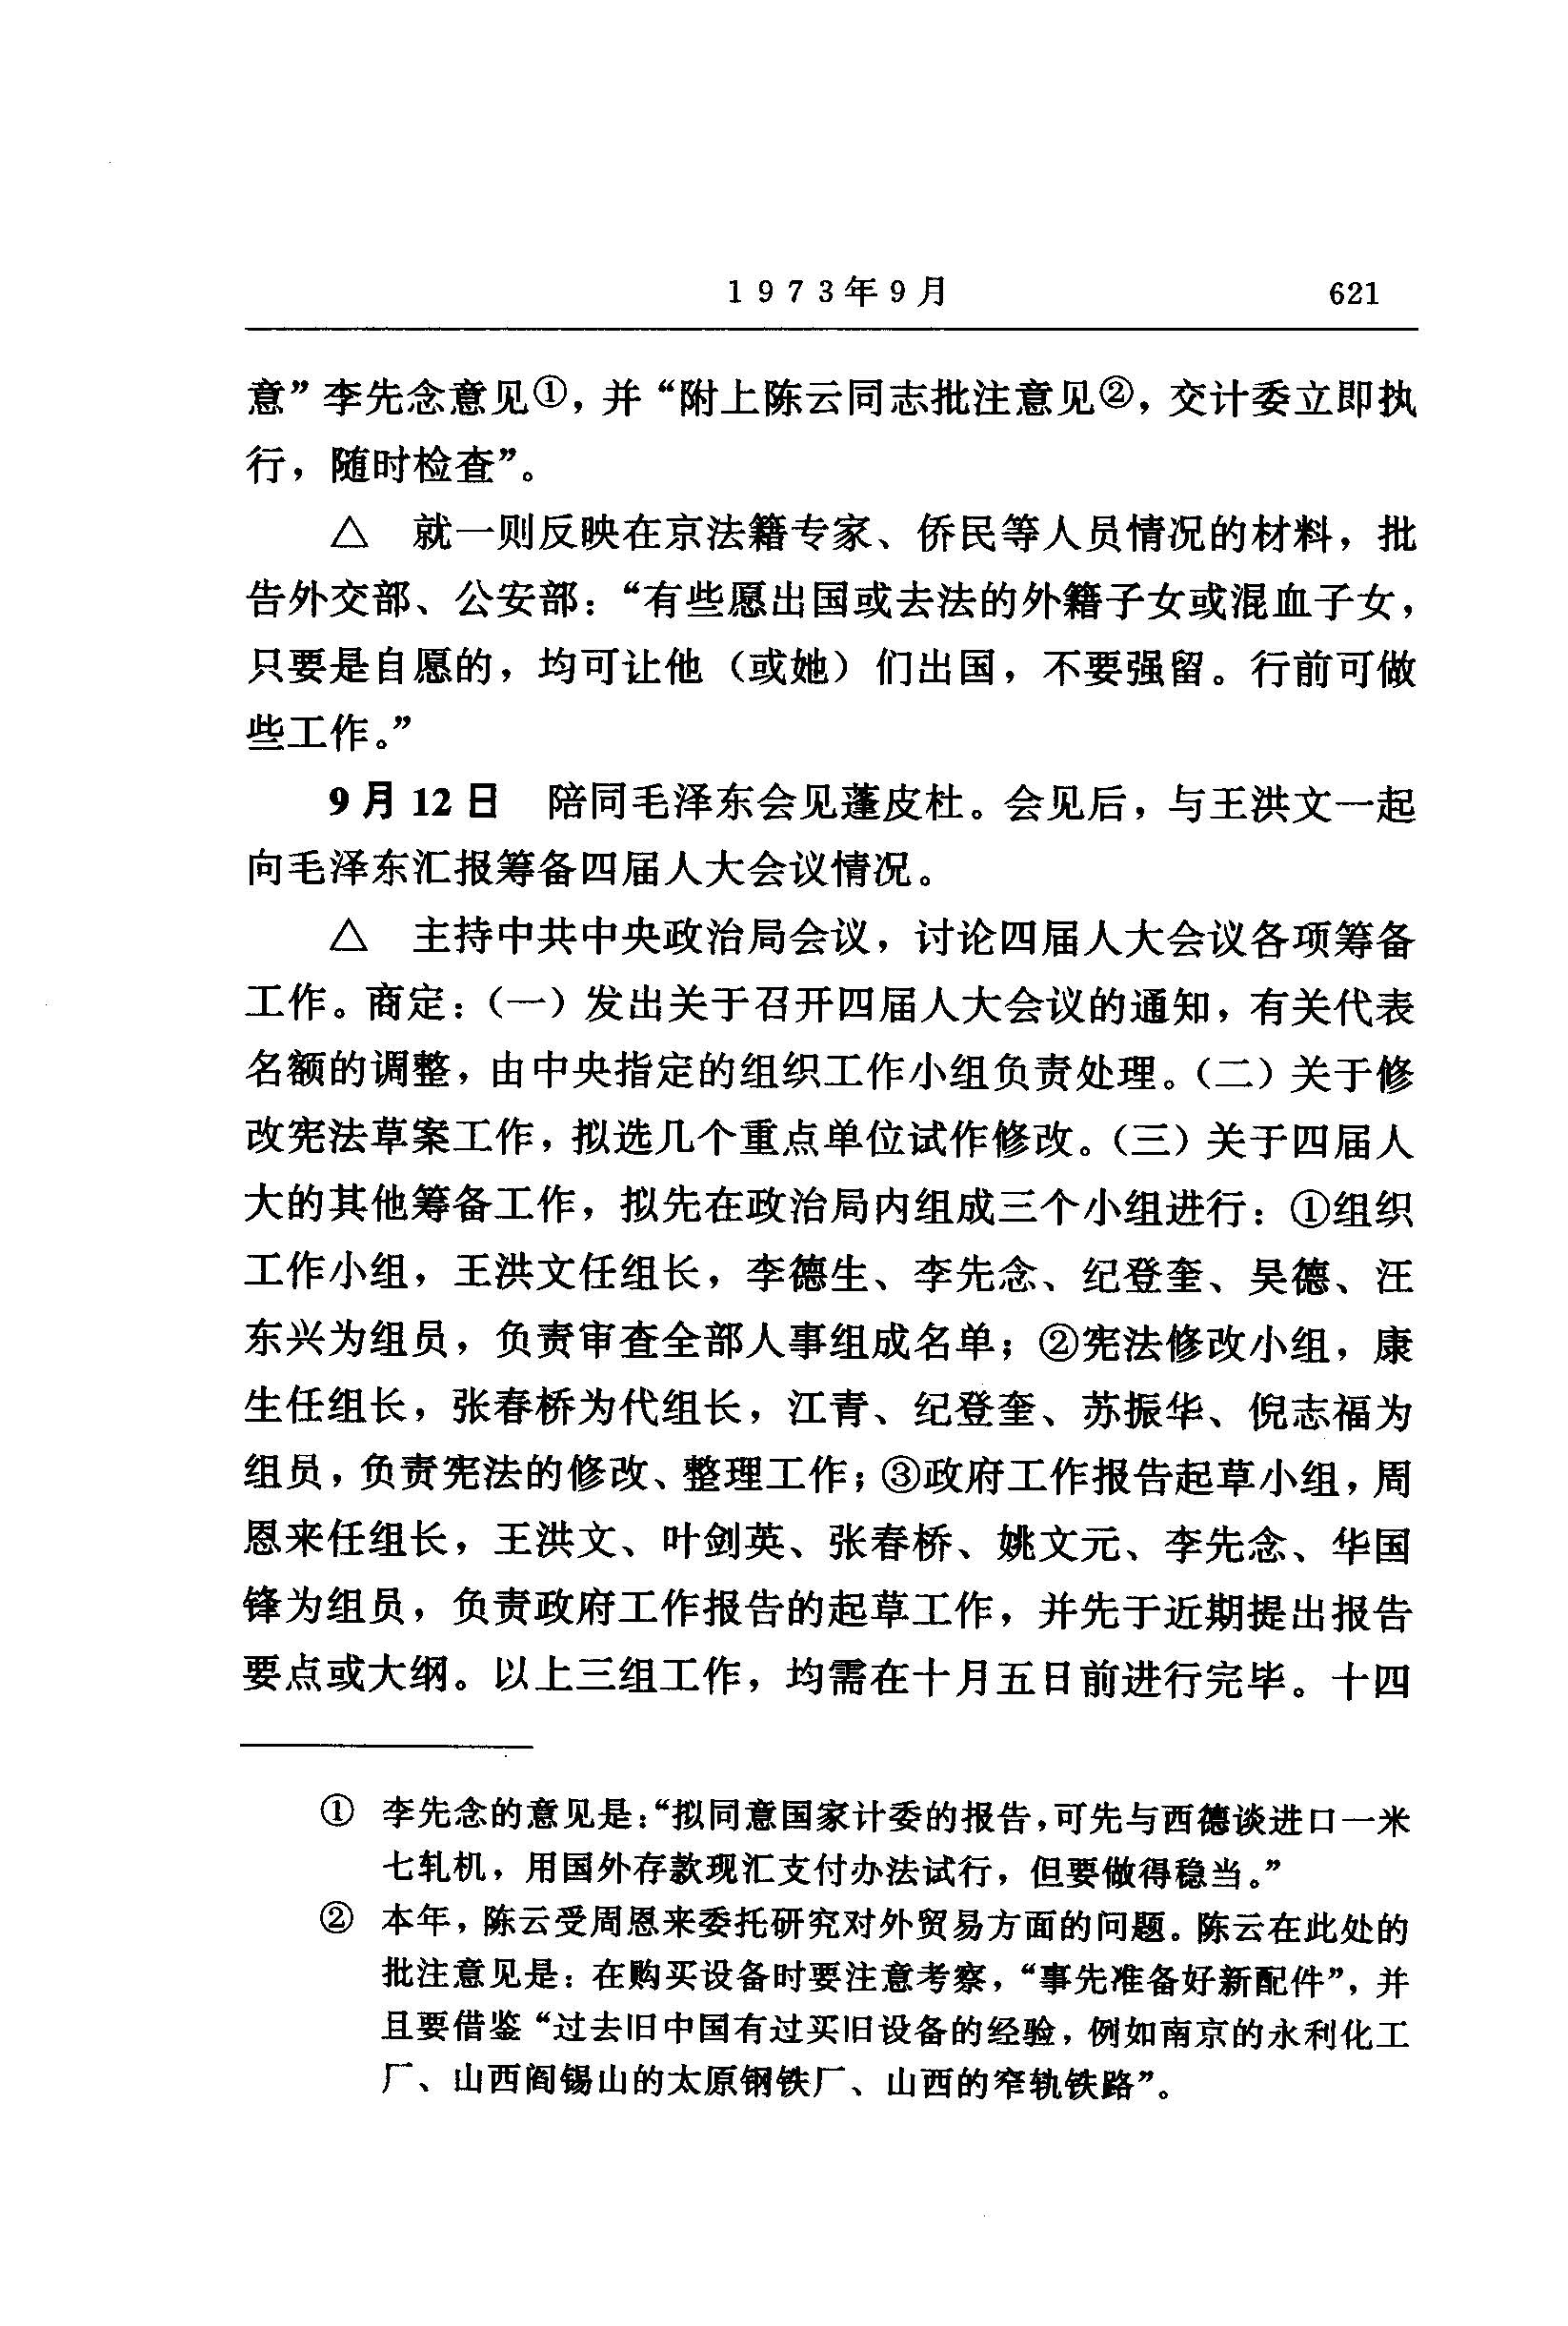 1973年9月 621
意”李先念意见①，并“附上陈云同志批注意见②，交计委立即执
行，随时检查”。
△ 就一则反映在京法籍专家、侨民等人员情况的材料，批
告外交部、公安部：“有些愿出国或去法的外籍子女或混血子女，
只要是自愿的，均可让他（或她）们出国，不要强留。行前可做
些工作。”
9月12日 陪同毛泽东会见蓬皮杜。会见后，与王洪文一起
向毛泽东汇报筹备四届人大会议情况。
△ 主持中共中央政治局会议，讨论四届人大会议各项筹备
工作。商定：（一）发出关于召开四届人大会议的通知，有关代表
名额的调整，由中央指定的组织工作小组负责处理。（二）关于修
改宪法草案工作，拟选几个重点单位试作修改。（三）关于四届人
大的其他筹备工作，拟先在政治局内组成三个小组进行：①组织
工作小组，王洪文任组长，李德生、李先念、纪登奎、吴德、汪
东兴为组员，负责审查全部人事组成名单；②宪法修改小组，康
生任组长，张春桥为代组长，江青、纪登奎、苏振华、倪志福为
组员，负责宪法的修改、整理工作；③政府工作报告起草小组，周
恩来任组长，王洪文、叶剑英、张春桥、姚文元、李先念、华国
锋为组员，负责政府工作报告的起草工作，并先于近期提出报告
要点或大纲。以上三组工作，均需在十月五日前进行完毕。十四
① 李先念的意见是：“拟同意国家计委的报告，可先与西德谈进口一米
七轧机，用国外存款现汇支付办法试行，但要做得稳当。”
② 本年，陈云受周恩来委托研究对外贸易方面的问题。陈云在此处的
批注意见是：在购买设备时要注意考察，“事先准备好新配件”，并
且要借鉴“过去旧中国有过买旧设备的经验，例如南京的永利化工
厂、山西阎锡山的太原钢铁厂、山西的窄轨铁路”。